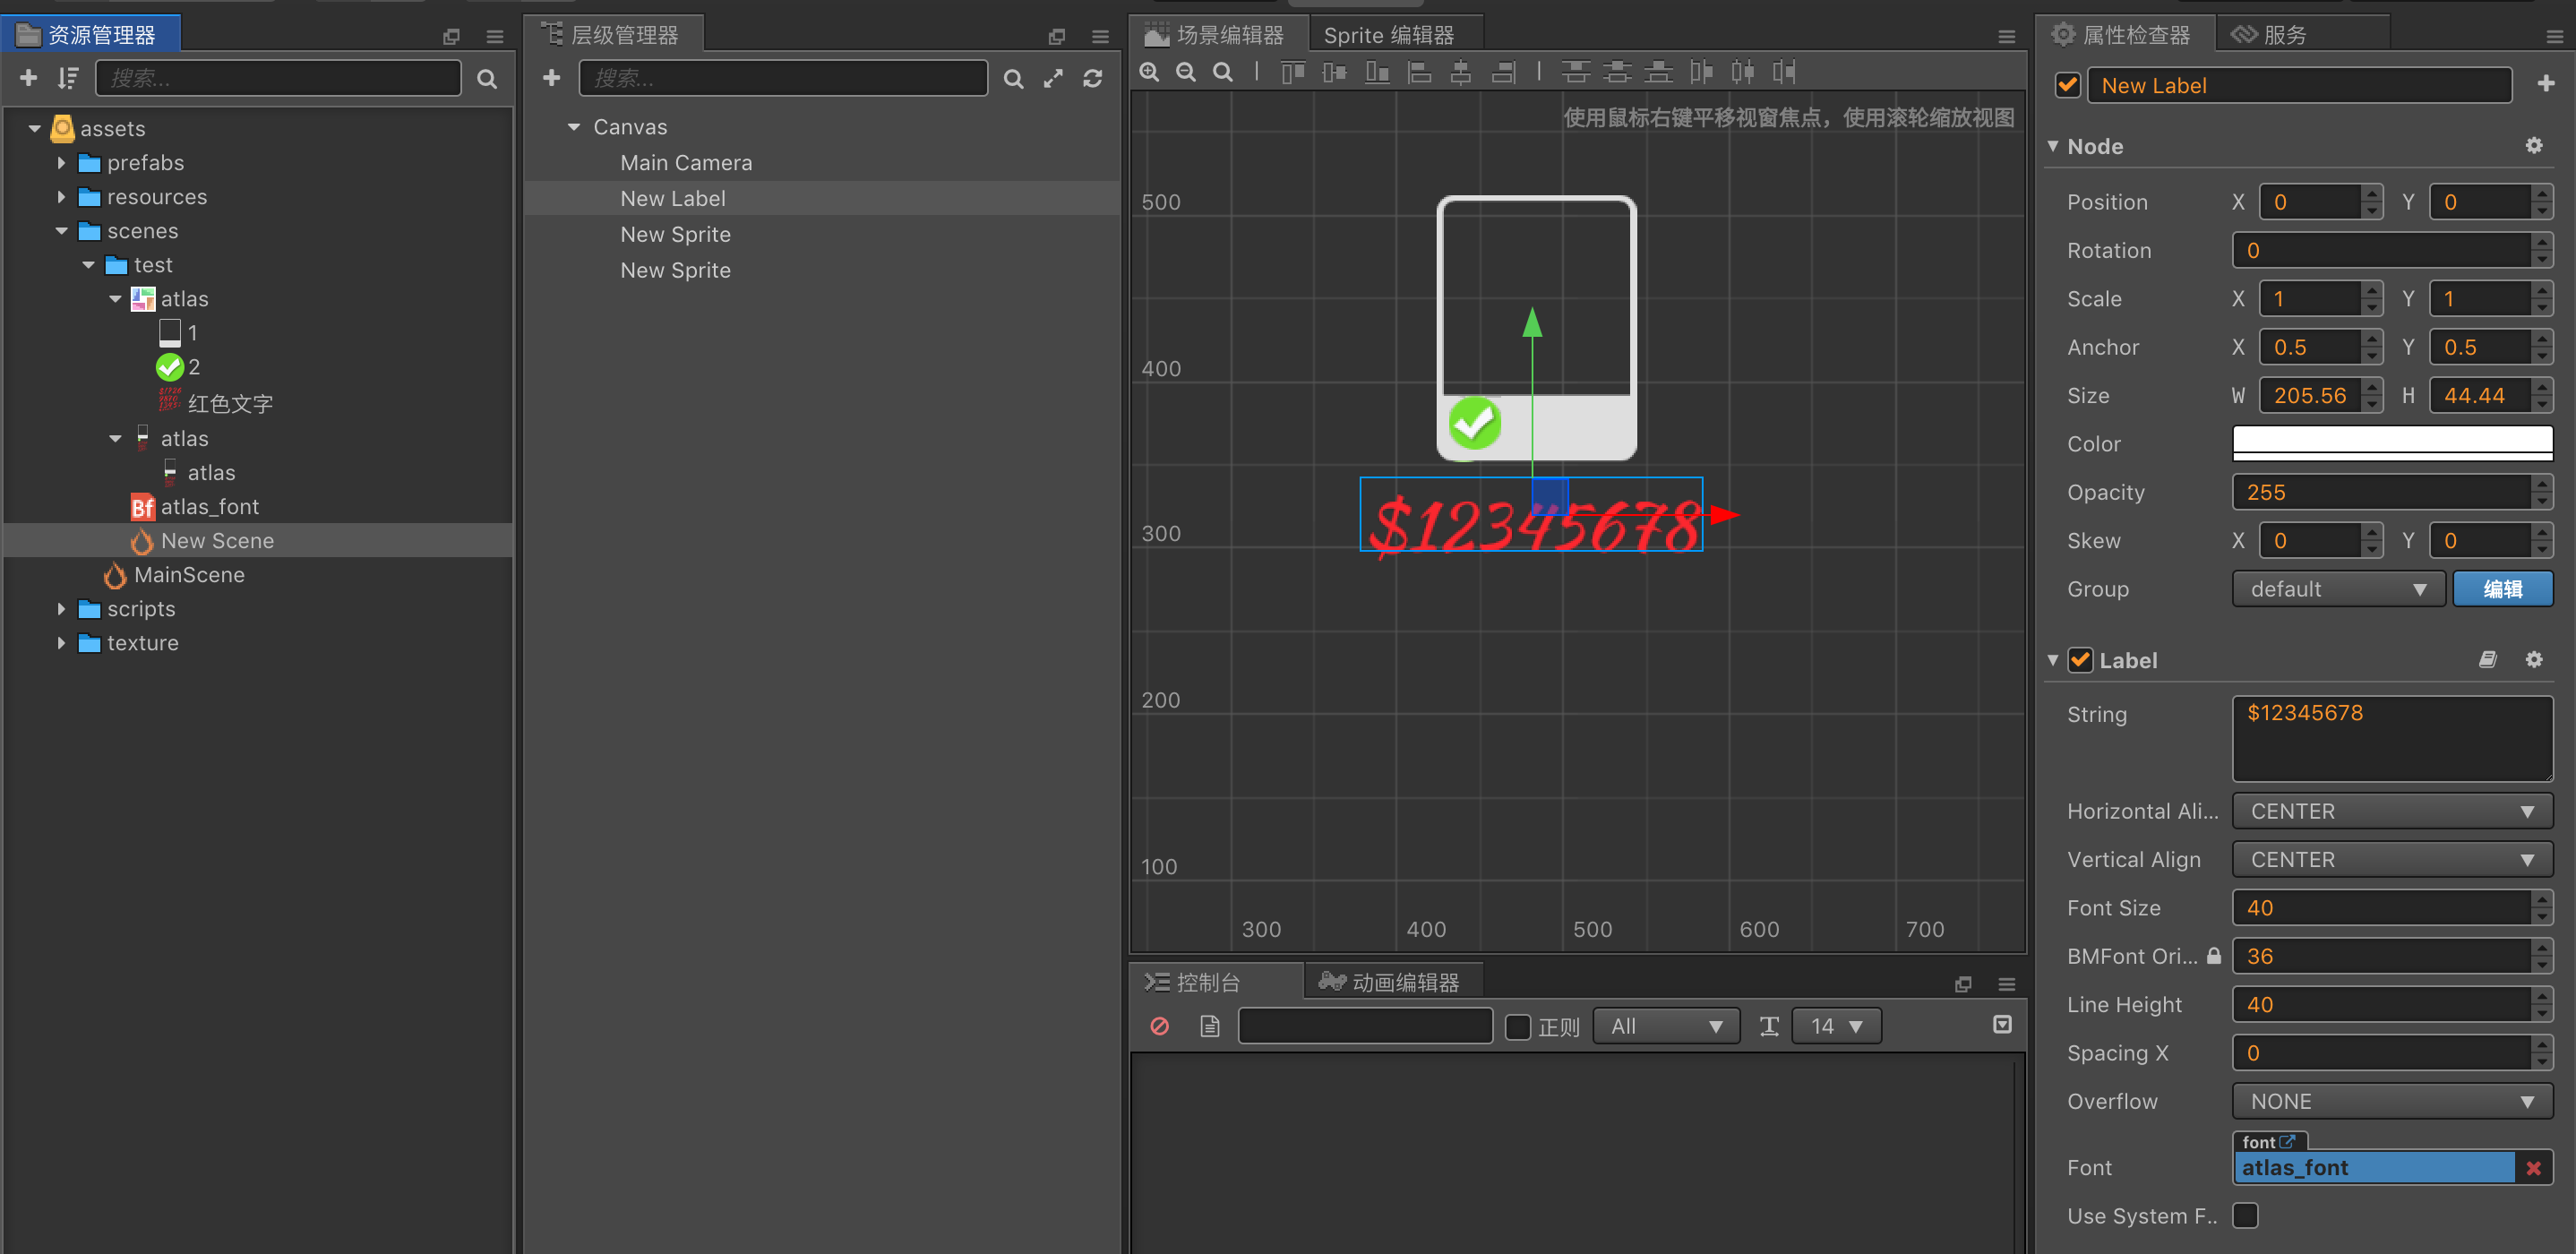 资源管理器
搜索...
assets
prefabs
resources
scenes
test
atlas
1
2
红色文字
atlas
atlas
Bf atlas_font
New Scene
MainScene
scripts
texture
层级管理器
搜索...
Canvas
Main Camera
New Label
New Sprite
New Sprite
场景编辑器
Sprite 编辑器
使用鼠标右键平移视窗焦点，使用滚轮缩放视图
500
400
300
200
100
300 400 500 600 700
$12345678
控制台
动画编辑器
正则
All
14
属性检查器
服务
New Label
Node
Position X 0 Y 0
Rotation 0
Scale X 1 Y 1
Anchor X 0.5 Y 0.5
Size W 205.56 H 44.44
Color
Opacity 255
Skew X 0 Y 0
Group default 编辑
Label
String $12345678
Horizontal Ali... CENTER
Vertical Align CENTER
Font Size 40
BMFont Ori... 36
Line Height 40
Spacing X 0
Overflow NONE
font
Font atlas_font
Use System F..